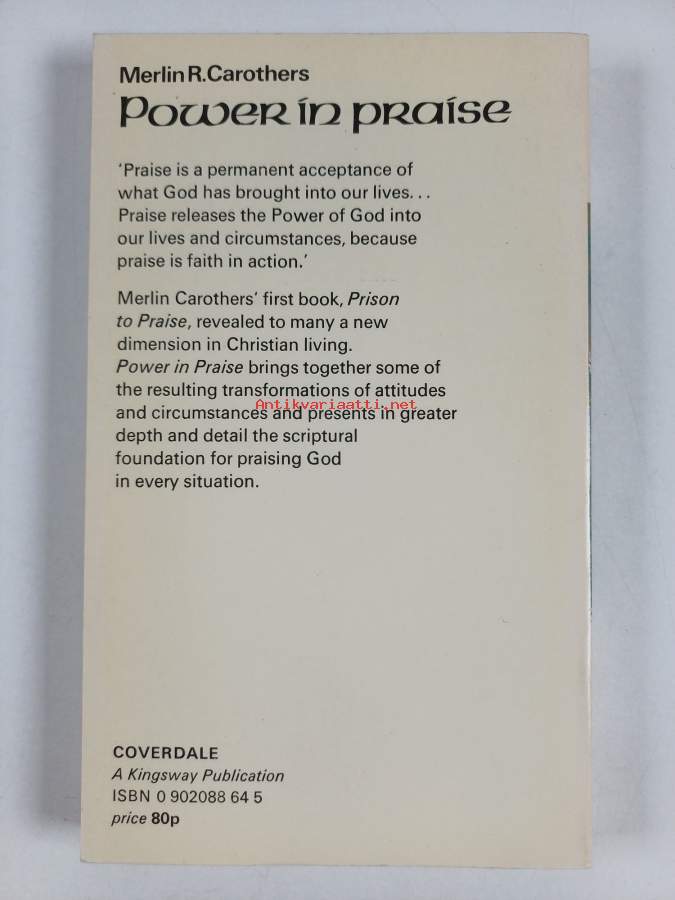 Merlin R. Carothers
Power in praise
'Praise is a permanent acceptance of
what God has brought into our lives...
Praise releases the Power of God into
our lives and circumstances, because
praise is faith in action.'
Merlin Carothers' first book, Prison
to Praise, revealed to many a new
dimension in Christian living.
Power in Praise brings together some of
the resulting transformations of attitudes
Antikvariaatti.net
and circumstances and presents in greater
depth and detail the scriptural
foundation for praising God
in every situation.
COVERDALE
A Kingsway Publication
ISBN 0 902088 64 5
price 80p